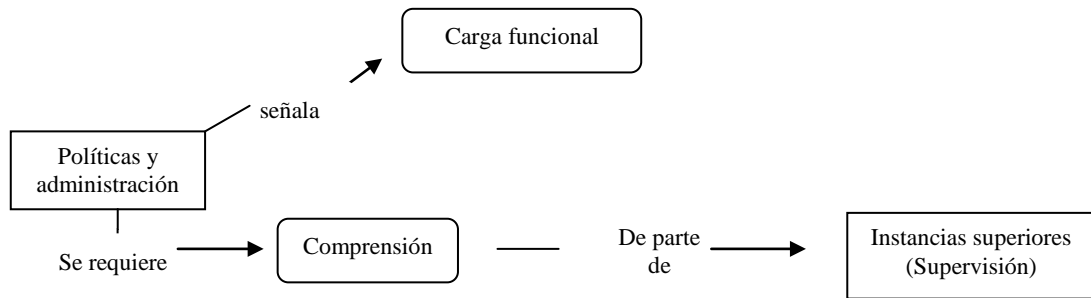 Carga funcional
señala
Políticas y
administración
Se requiere
Comprensión
De parte
de
Instancias superiores
(Supervisión)